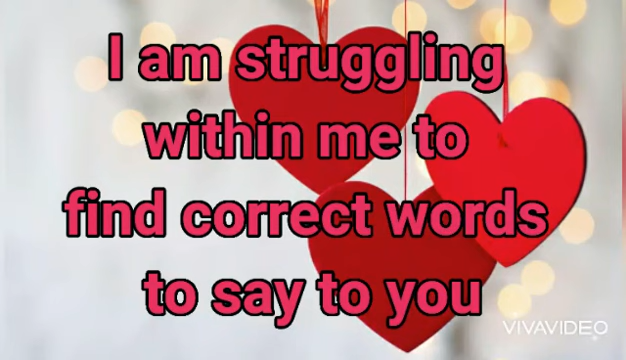 I am struggling
within me to
find correct words
to say to you
VIVAVIDEO